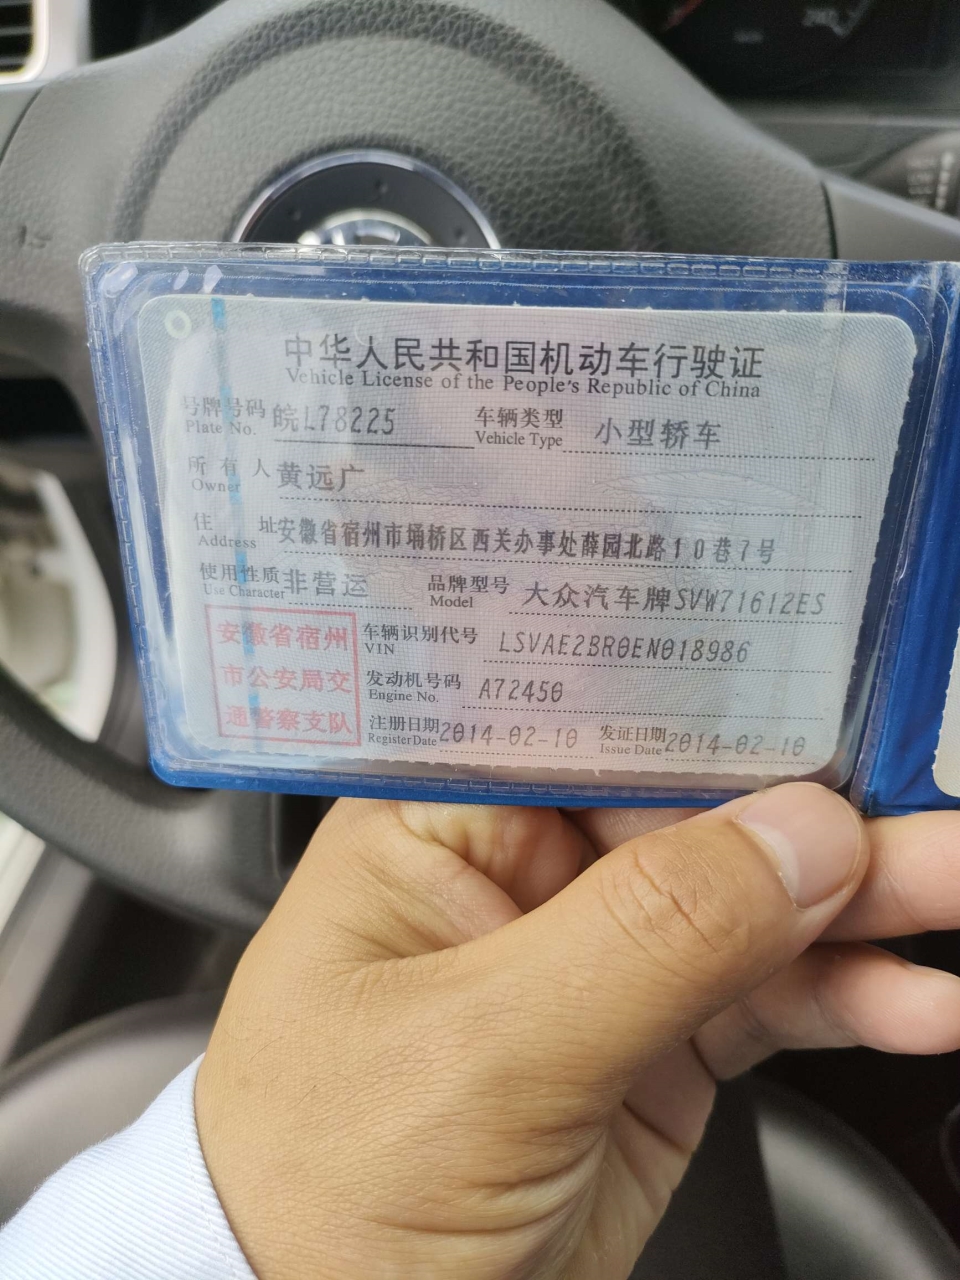 中华人民共和国机动车行驶证
Vehicle License of the People's Republic of China
号牌号码 皖L78225 车辆类型 小型轿车
Plate No. Vehicle Type
所有人 黄远广
Owner
住址 安徽省宿州市埇桥区西关办事处薛园北路10巷7号
Address
使用性质 非营运 品牌型号 大众汽车牌SVW71612ES
Use Character Model
安徽省宿州
市公安局交
通警察支队
车辆识别代号 LSVAE2BR0EN018986
VIN
发动机号码 A72450
Engine No.
注册日期 2014-02-10 发证日期 2014-02-10
Register Date Issue Date